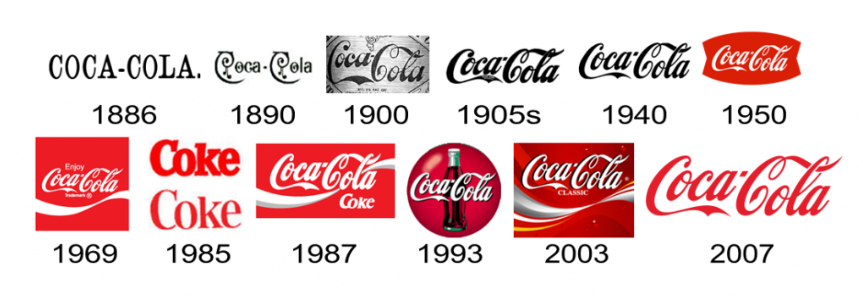 COCA-COLA.
Coca-Cola
Coca-Cola
Coca-Cola
Coca-Cola
Coca-Cola
1886
1890
1900
1905s
1940
1950
Enjoy
Coca-Cola
Trademark ®
Coke
Coke
Coca-Cola
Coke
Coca-Cola
Coca-Cola
®
CLASSIC
Coca-Cola
1969
1985
1987
1993
2003
2007